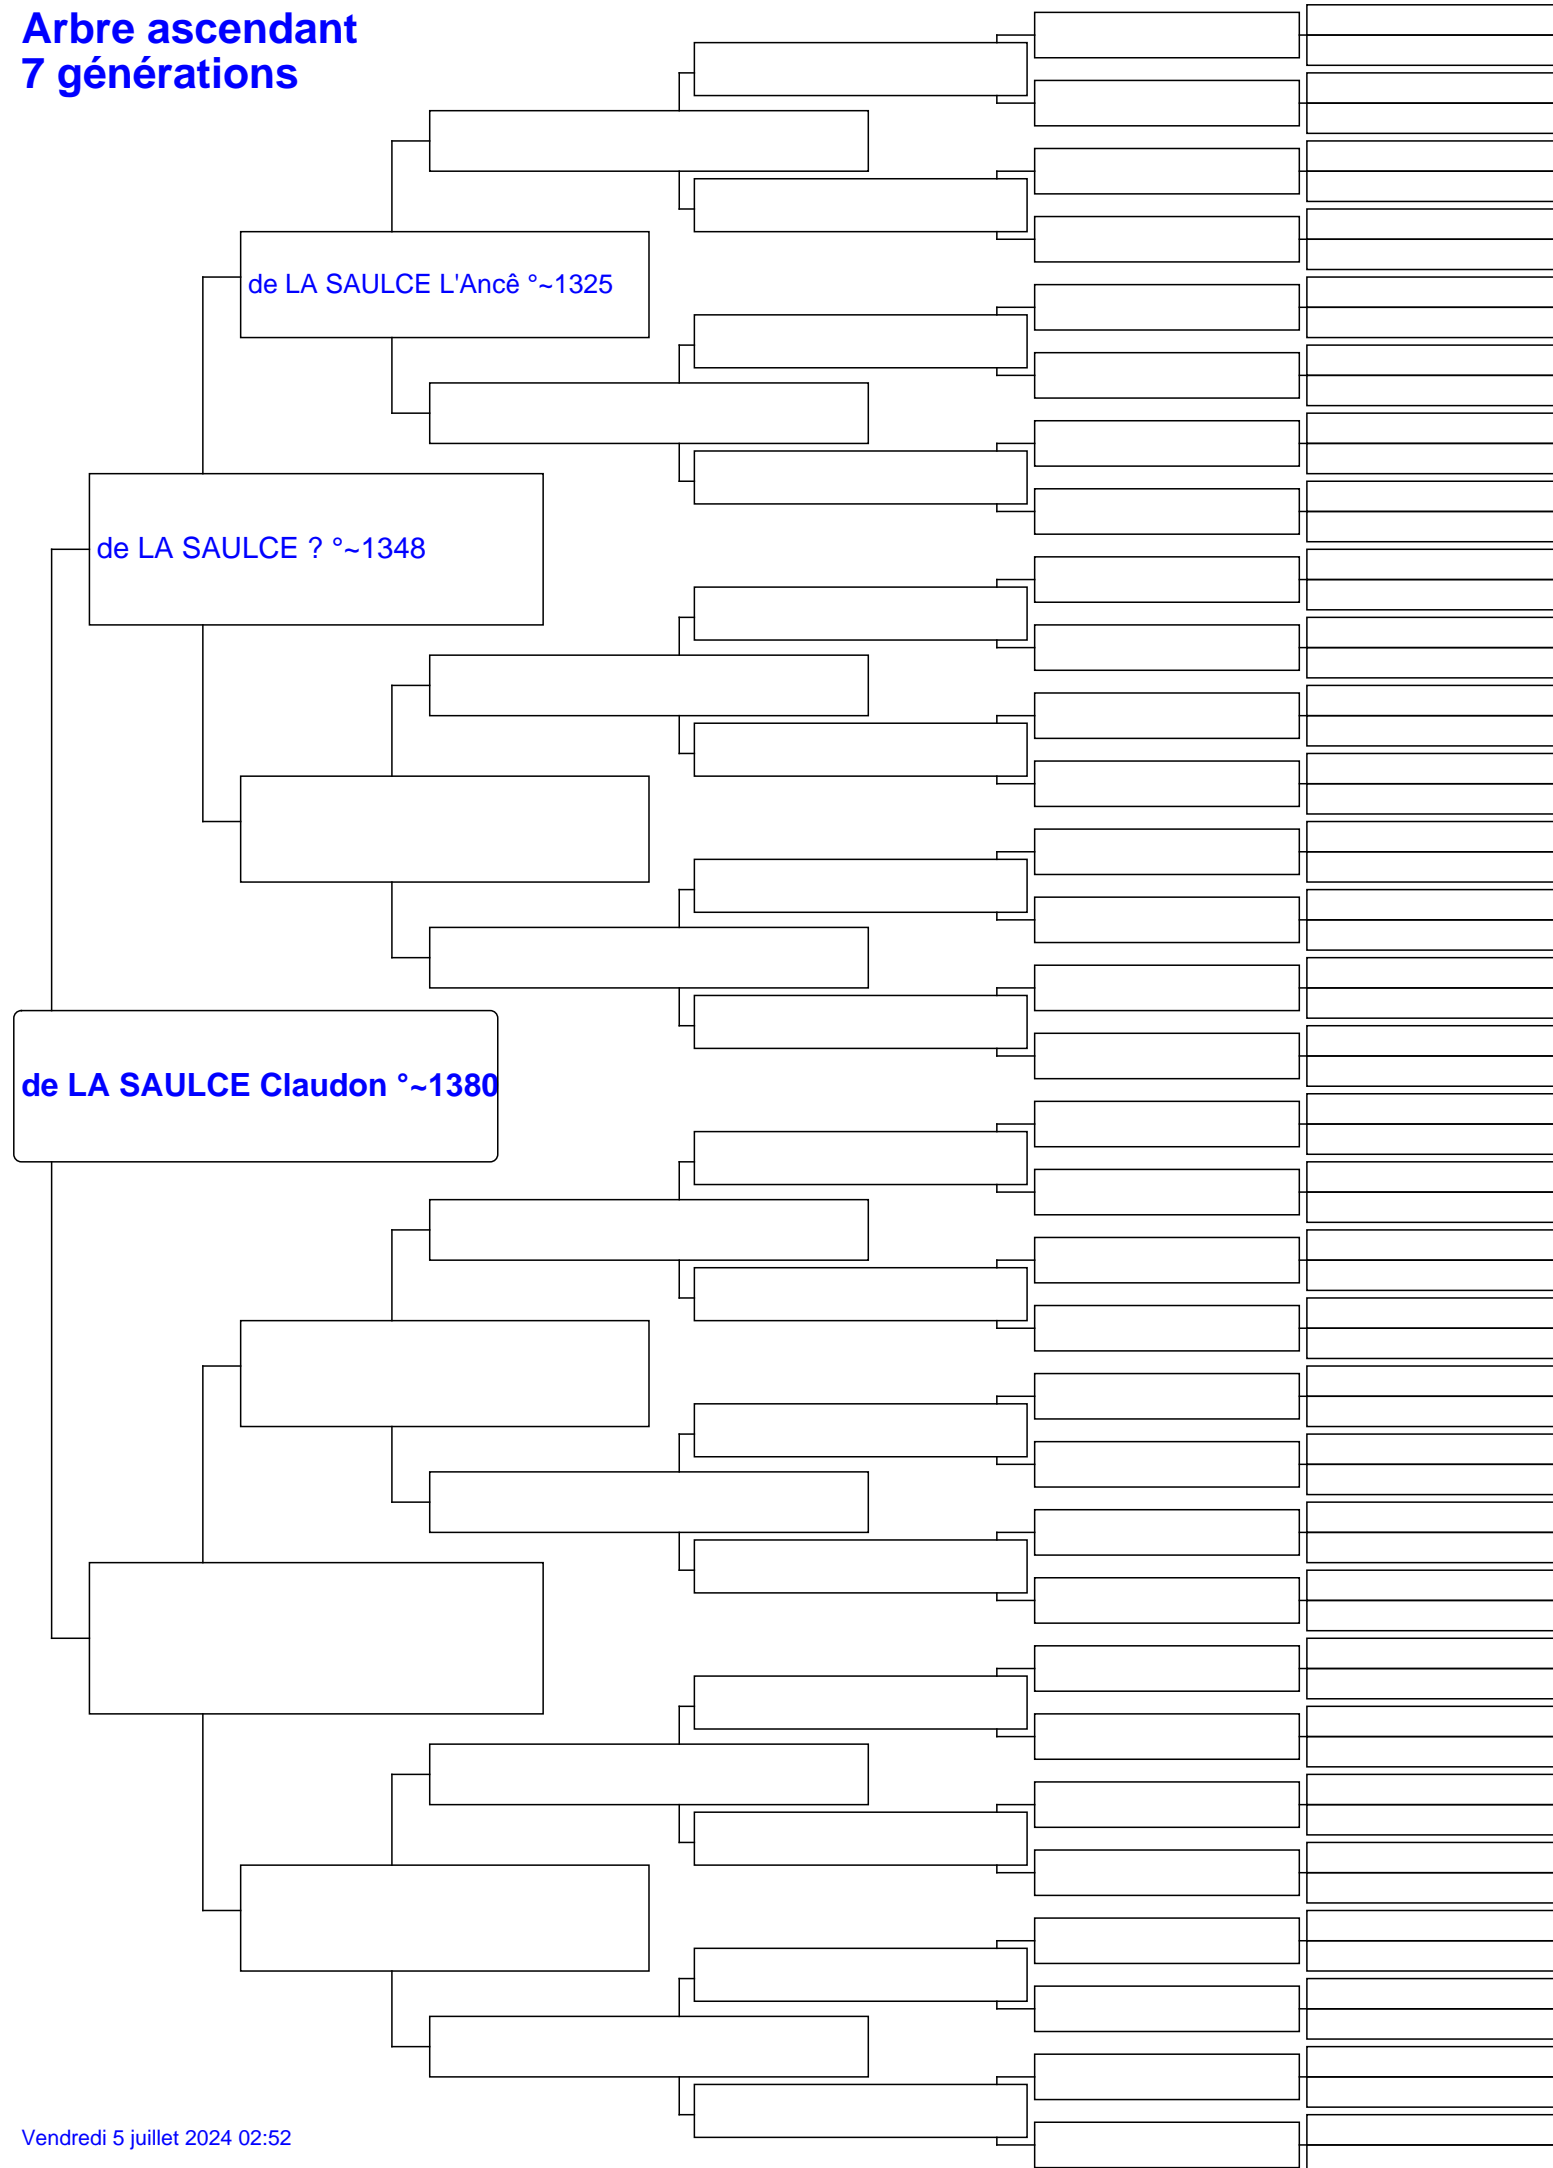 Arbre ascendant
7 générations
de LA SAULCE L'Ancê °~1325
de LA SAULCE ? °~1348
de LA SAULCE Claudon °~1380
Vendredi 5 juillet 2024 02:52